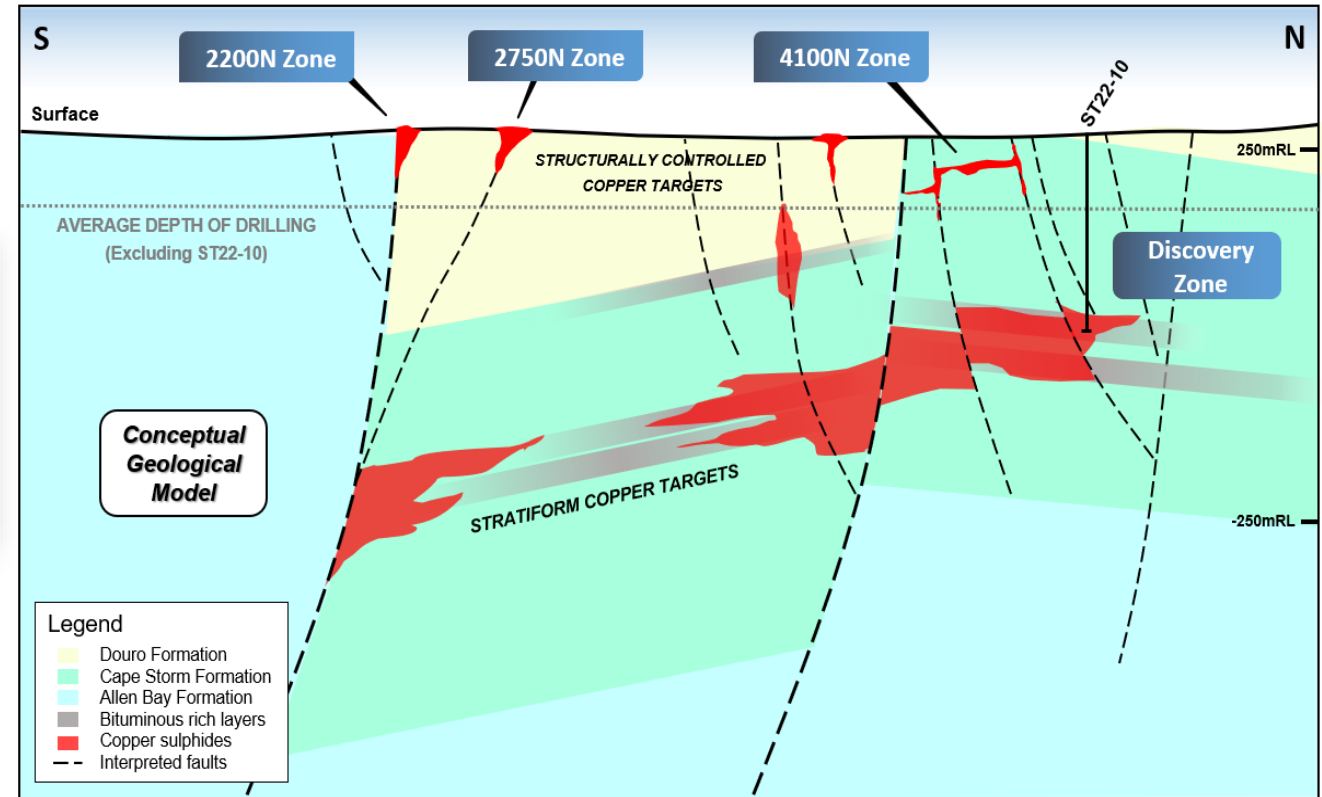 S
N
2200N Zone
2750N Zone
4100N Zone
ST22-10
Surface
250mRL
STRUCTURALLY CONTROLLED
COPPER TARGETS
AVERAGE DEPTH OF DRILLING
(Excluding ST22-10)
Discovery
Zone
Conceptual
Geological
Model
STRATIFORM COPPER TARGETS
-250mRL
Legend
Douro Formation
Cape Storm Formation
Allen Bay Formation
Bituminous rich layers
Copper sulphides
Interpreted faults